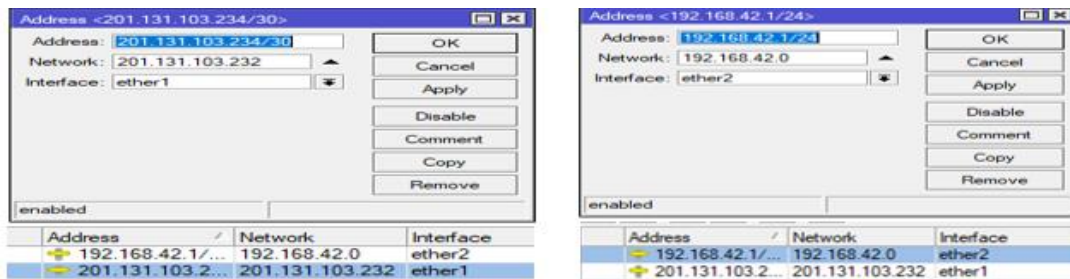 Address <201.131.103.234/30>
Address: 201.131.103.234/30
Network: 201.131.103.232
Interface: ether1
OK
Cancel
Apply
Disable
Comment
Copy
Remove
enabled
Address / Network Interface
192.168.42.1/... 192.168.42.0 ether2
201.131.103.2... 201.131.103.232 ether1
Address <192.168.42.1/24>
Address: 192.168.42.1/24
Network: 192.168.42.0
Interface: ether2
OK
Cancel
Apply
Disable
Comment
Copy
Remove
enabled
Address / Network Interface
192.168.42.1/... 192.168.42.0 ether2
201.131.103.2... 201.131.103.232 ether1